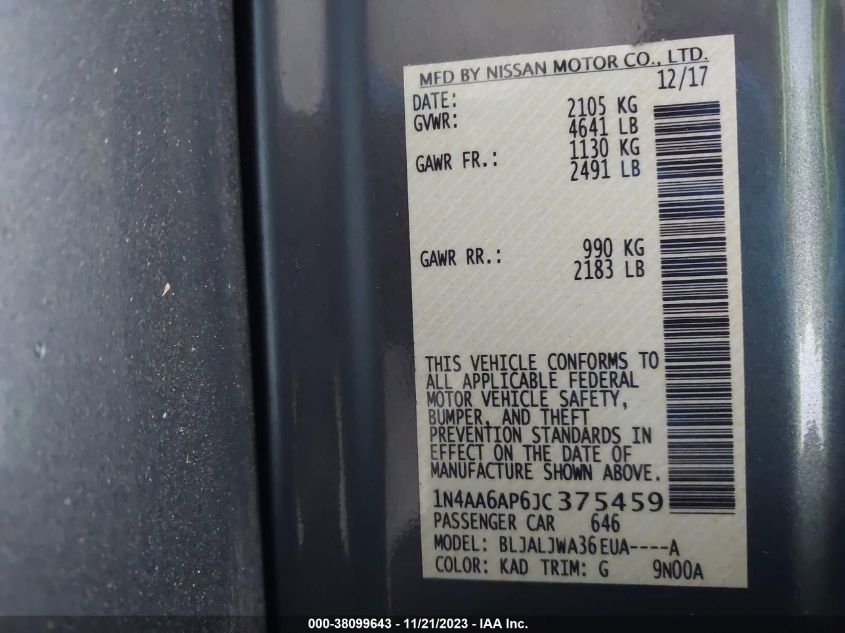 MFD BY NISSAN MOTOR CO., LTD.
DATE: 12/17
GVWR: 2105 KG
4641 LB
GAWR FR.: 1130 KG
2491 LB
GAWR RR.: 990 KG
2183 LB
THIS VEHICLE CONFORMS TO
ALL APPLICABLE FEDERAL
MOTOR VEHICLE SAFETY,
BUMPER, AND THEFT
PREVENTION STANDARDS IN
EFFECT ON THE DATE OF
MANUFACTURE SHOWN ABOVE.
1N4AA6AP6JC375459
PASSENGER CAR 646
MODEL: BLJALJWA36EUA----A
COLOR: KAD TRIM: G 9N00A
000-38099643 - 11/21/2023 - IAA Inc.